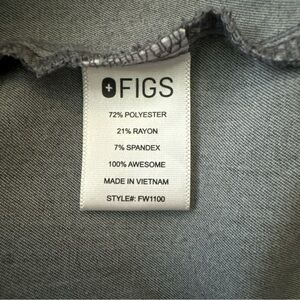 FIGS
72% POLYESTER
21% RAYON
7% SPANDEX
100% AWESOME
MADE IN VIETNAM
STYLE#: FW1100